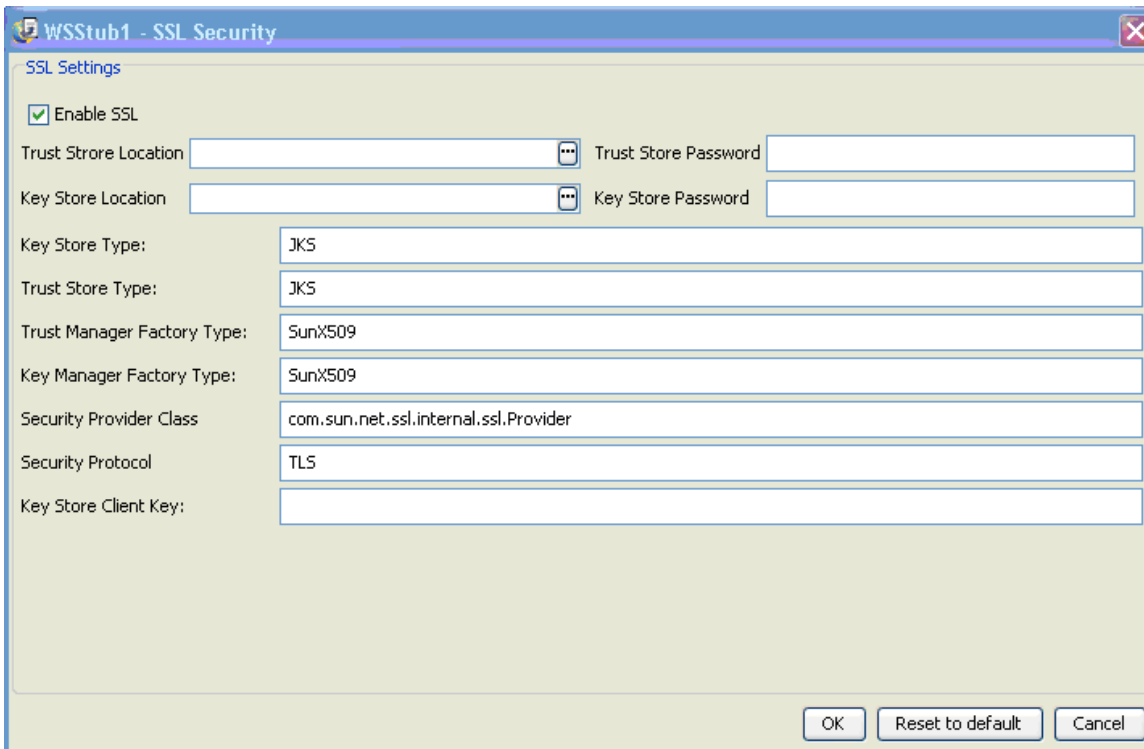 WSStub1 - SSL Security
SSL Settings
Enable SSL
Trust Strore Location Trust Store Password
Key Store Location Key Store Password
Key Store Type: JKS
Trust Store Type: JKS
Trust Manager Factory Type: SunX509
Key Manager Factory Type: SunX509
Security Provider Class com.sun.net.ssl.internal.ssl.Provider
Security Protocol TLS
Key Store Client Key:
OK Reset to default Cancel